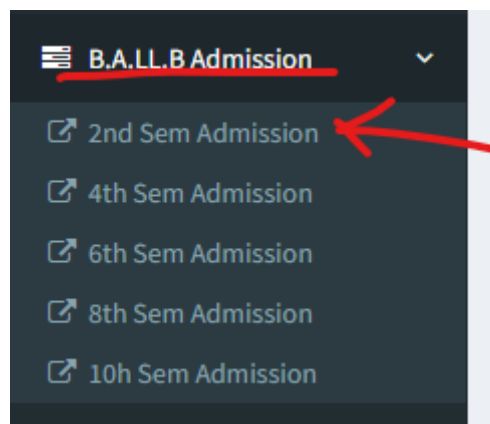 B.A.LL.B Admission
2nd Sem Admission
4th Sem Admission
6th Sem Admission
8th Sem Admission
10h Sem Admission